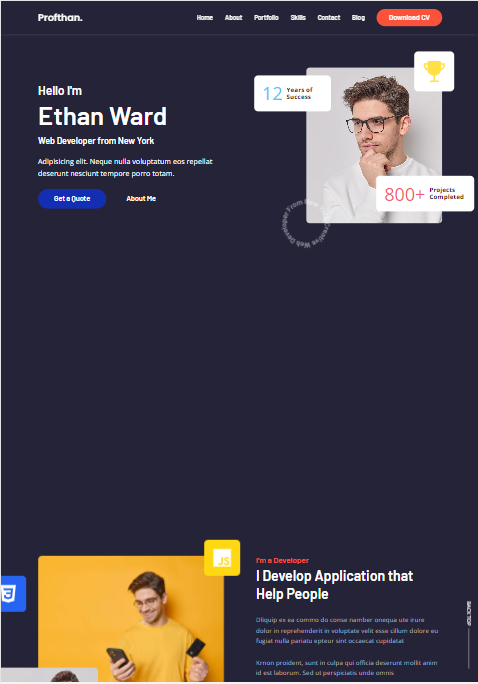 Profthan.
Home About Portfolio Skills Contact Blog Download CV
Hello I'm
Ethan Ward
Web Developer from New York
Adipisicing elit. Neque nulla voluptatum eos repellat
deserunt nesciunt tempore porro totam.
Get a Quote About Me
12 Years of
Success
800+ Projects
Completed
Creative Web Developer From New
JS
3
I'm a Developer
I Develop Application that
Help People
Olliquip ex ea commo do conse namber onequa ute irure
dolor in reprehenderit in voluptate velit esse cillum dolore eu
fugiat nulla pariatu epteur sint occaecat cupidatat
Krnon proident, sunt in culpa qui officia deserunt mollit anim
id est laborum. Sed ut perspiciatis unde omnis
BACK TOP